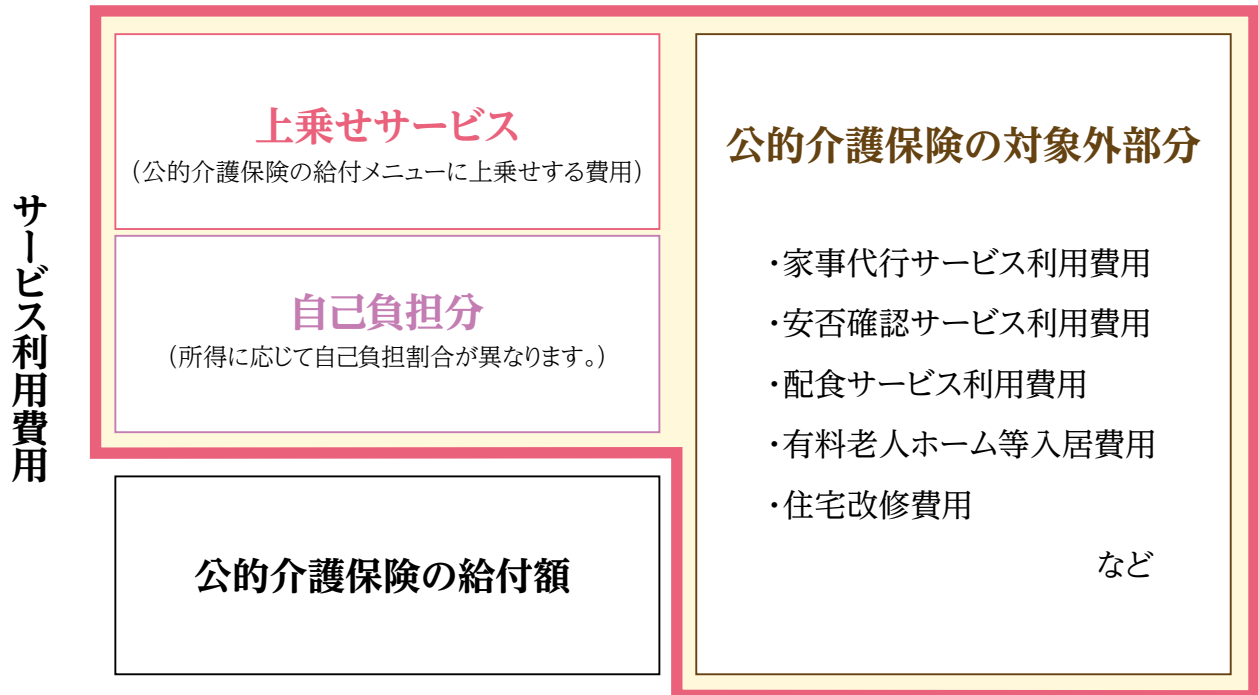 サービス利用費用
上乗せサービス
(公的介護保険の給付メニューに上乗せする費用)
自己負担分
(所得に応じて自己負担割合が異なります。)
公的介護保険の給付額
公的介護保険の対象外部分
・家事代行サービス利用費用
・安否確認サービス利用費用
・配食サービス利用費用
・有料老人ホーム等入居費用
・住宅改修費用
など